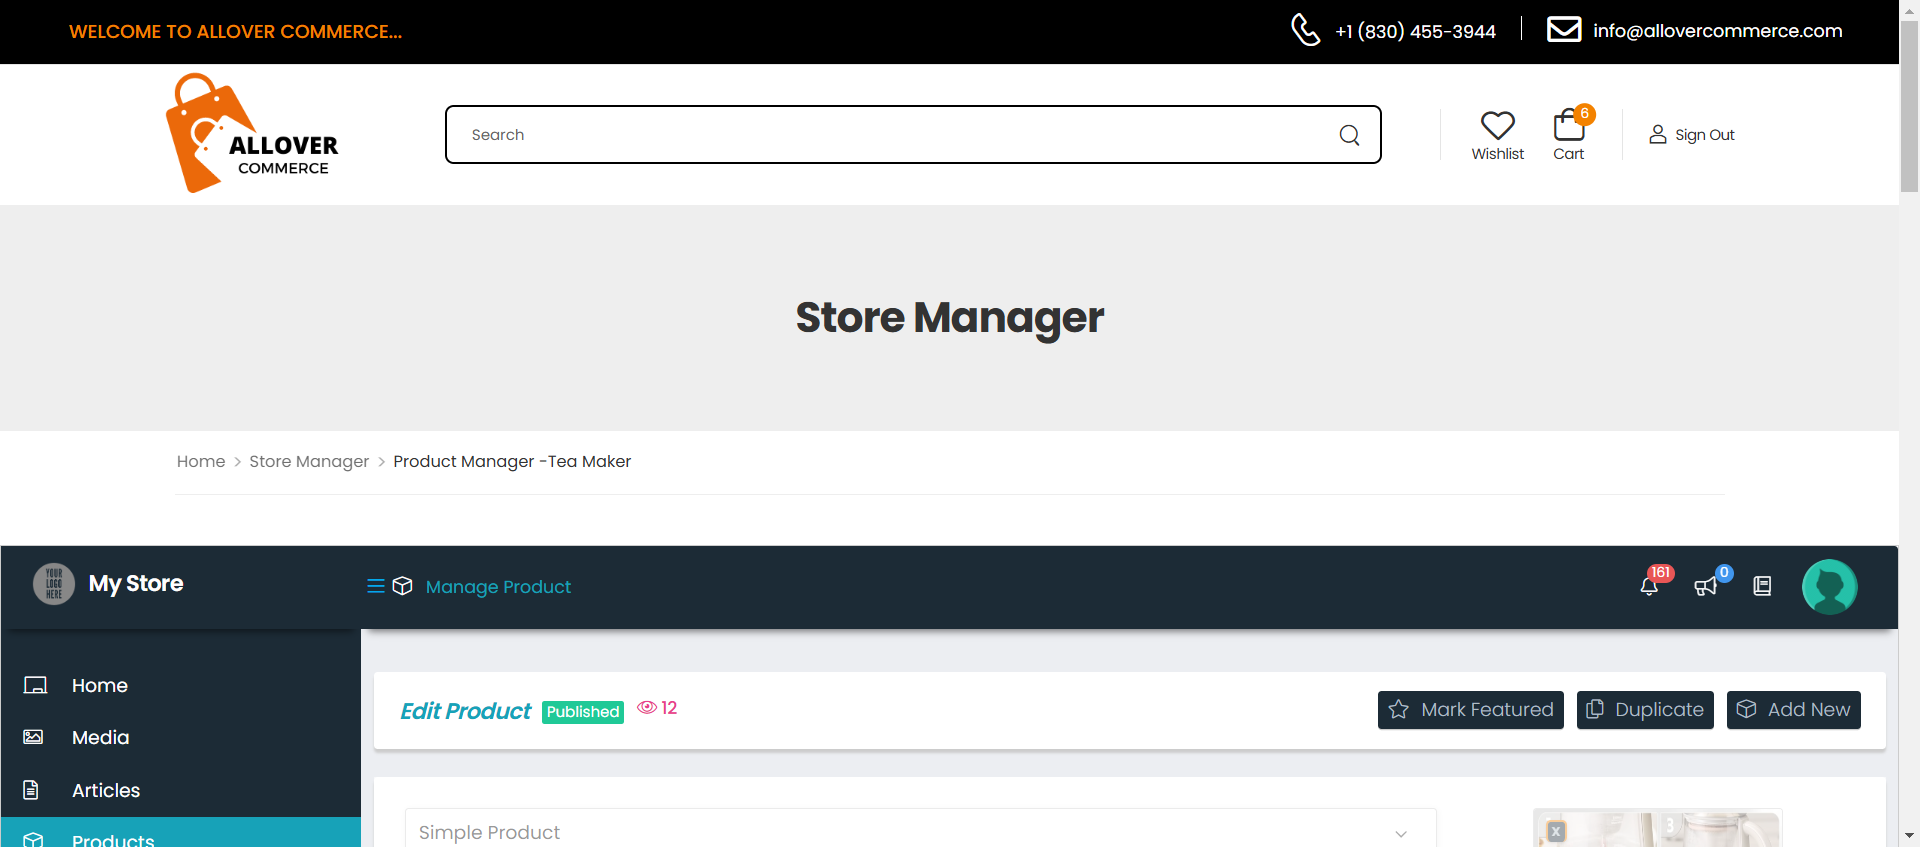 WELCOME TO ALLOVER COMMERCE...
+1 (830) 455-3944
info@allovercommerce.com
ALLOVER
COMMERCE
Search
Wishlist
6
Cart
Sign Out
Store Manager
Home > Store Manager > Product Manager -Tea Maker
YOUR
LOGO
HERE
My Store
Manage Product
161
0
Home
Media
Articles
Products
Edit Product
Published
12
Mark Featured
Duplicate
Add New
Simple Product
x
3